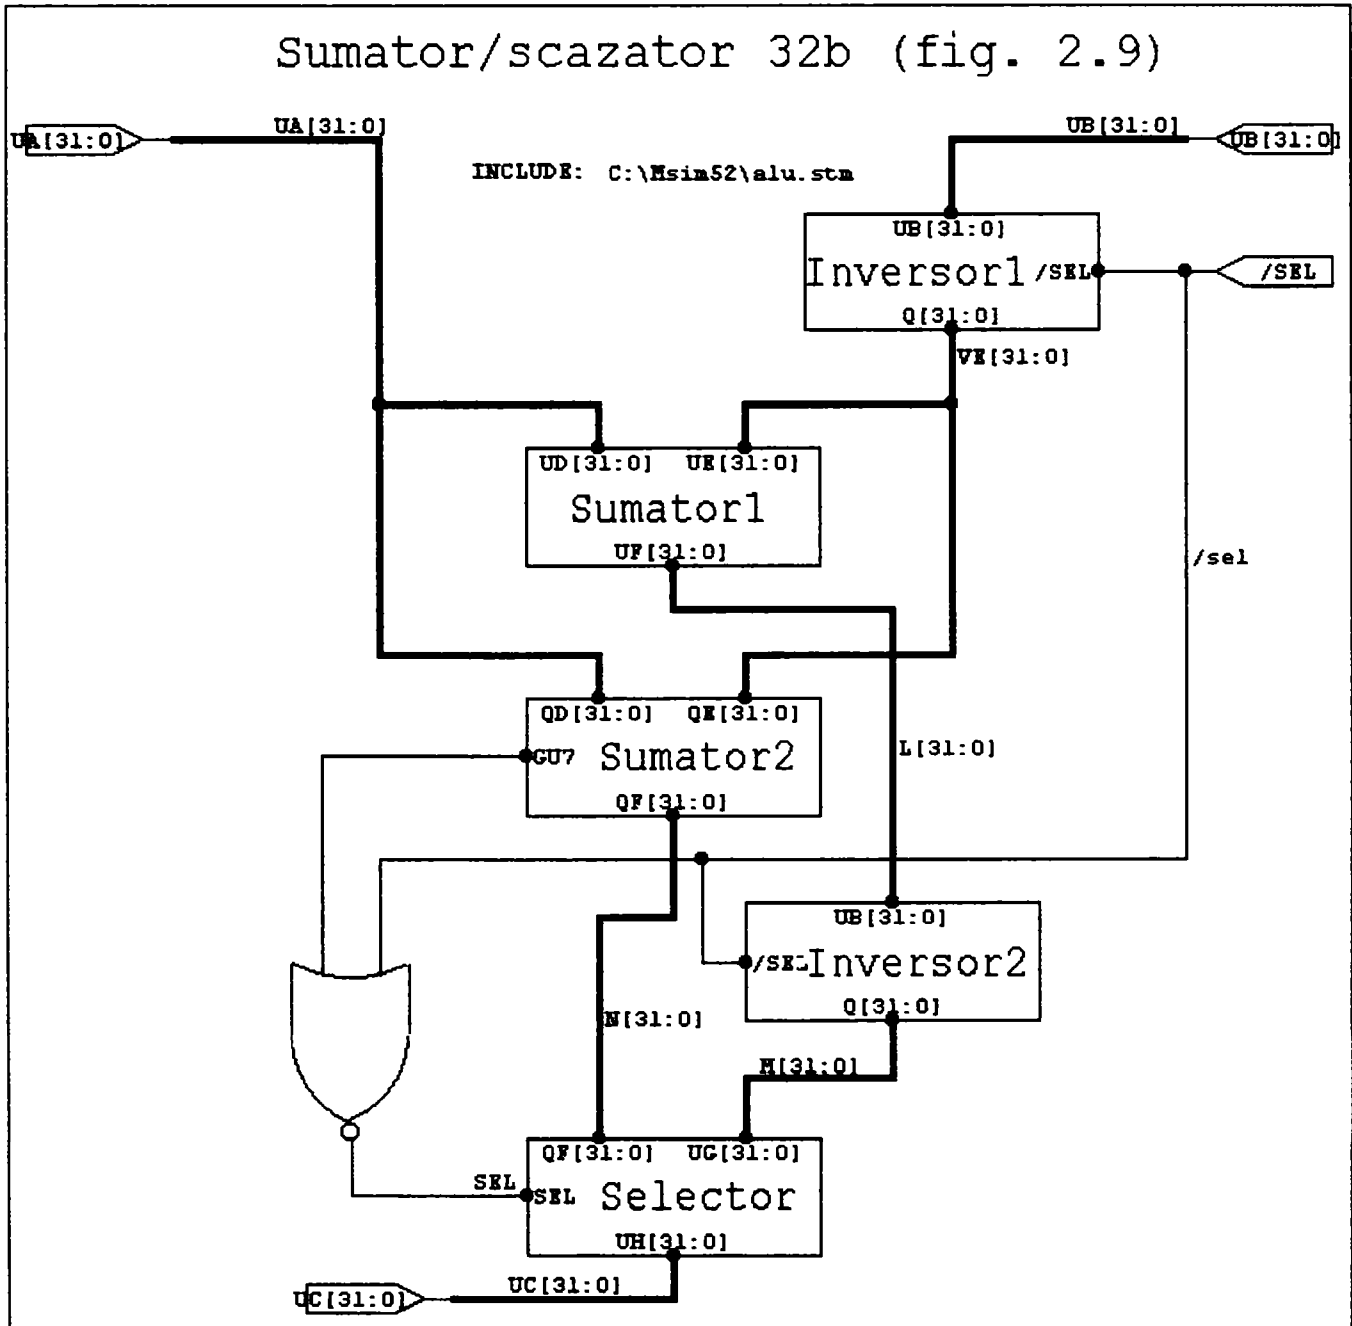 Sumator/scazator 32b (fig. 2.9)
UA[31:0]
UA[31:0]
UB[31:0]
UB[31:0]
INCLUDE: C:\Msim52\alu.stm
UB[31:0]
Inversor1
/SEL
/SEL
Q[31:0]
VE[31:0]
UD[31:0]
UE[31:0]
Sumator1
UF[31:0]
/sel
QD[31:0]
QE[31:0]
GU7
Sumator2
L[31:0]
QF[31:0]
UB[31:0]
/SEL
Inversor2
Q[31:0]
N[31:0]
M[31:0]
QF[31:0]
UG[31:0]
SEL
SEL
Selector
UH[31:0]
UC[31:0]
UC[31:0]